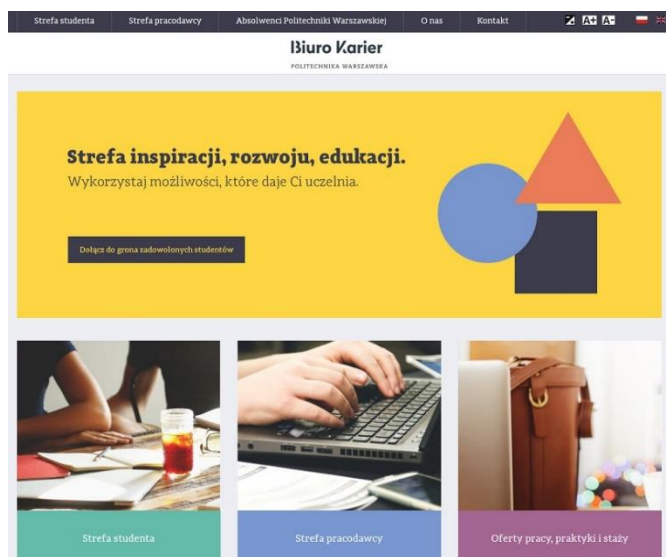 Strefa studenta Strefa pracodawcy Absolwenci Politechniki Warszawskiej O nas Kontakt A+ A-
Biuro Karier
POLITECHNIKA WARSZAWSKA
Strefa inspiracji, rozwoju, edukacji.
Wykorzystaj możliwości, które daje Ci uczelnia.
Dołącz do grona zadowolonych studentów
Strefa studenta Strefa pracodawcy Oferty pracy, praktyki i staży